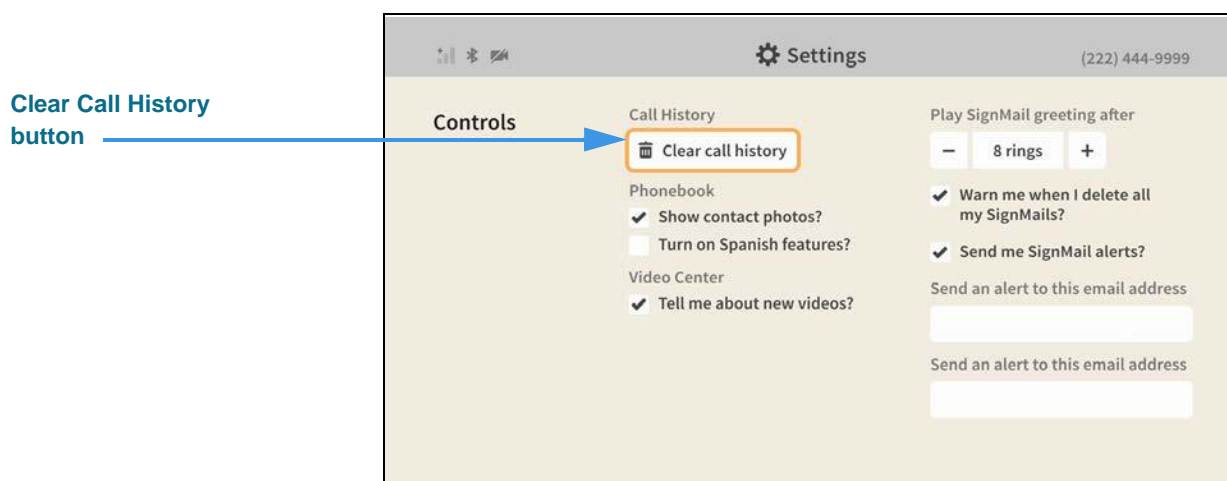 Settings
(222) 444-9999
Clear Call History
button
Controls
Call History
Clear call history
Phonebook
Show contact photos?
Turn on Spanish features?
Video Center
Tell me about new videos?
Play SignMail greeting after
− 8 rings +
Warn me when I delete all
my SignMails?
Send me SignMail alerts?
Send an alert to this email address
Send an alert to this email address